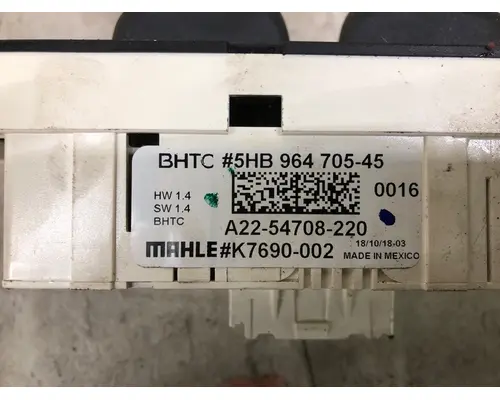 BHTC #5HB 964 705-45
HW 1.4
SW 1.4
BHTC
0016
A22-54708-220
MAHLE #K7690-002
18/10/18-03
MADE IN MEXICO